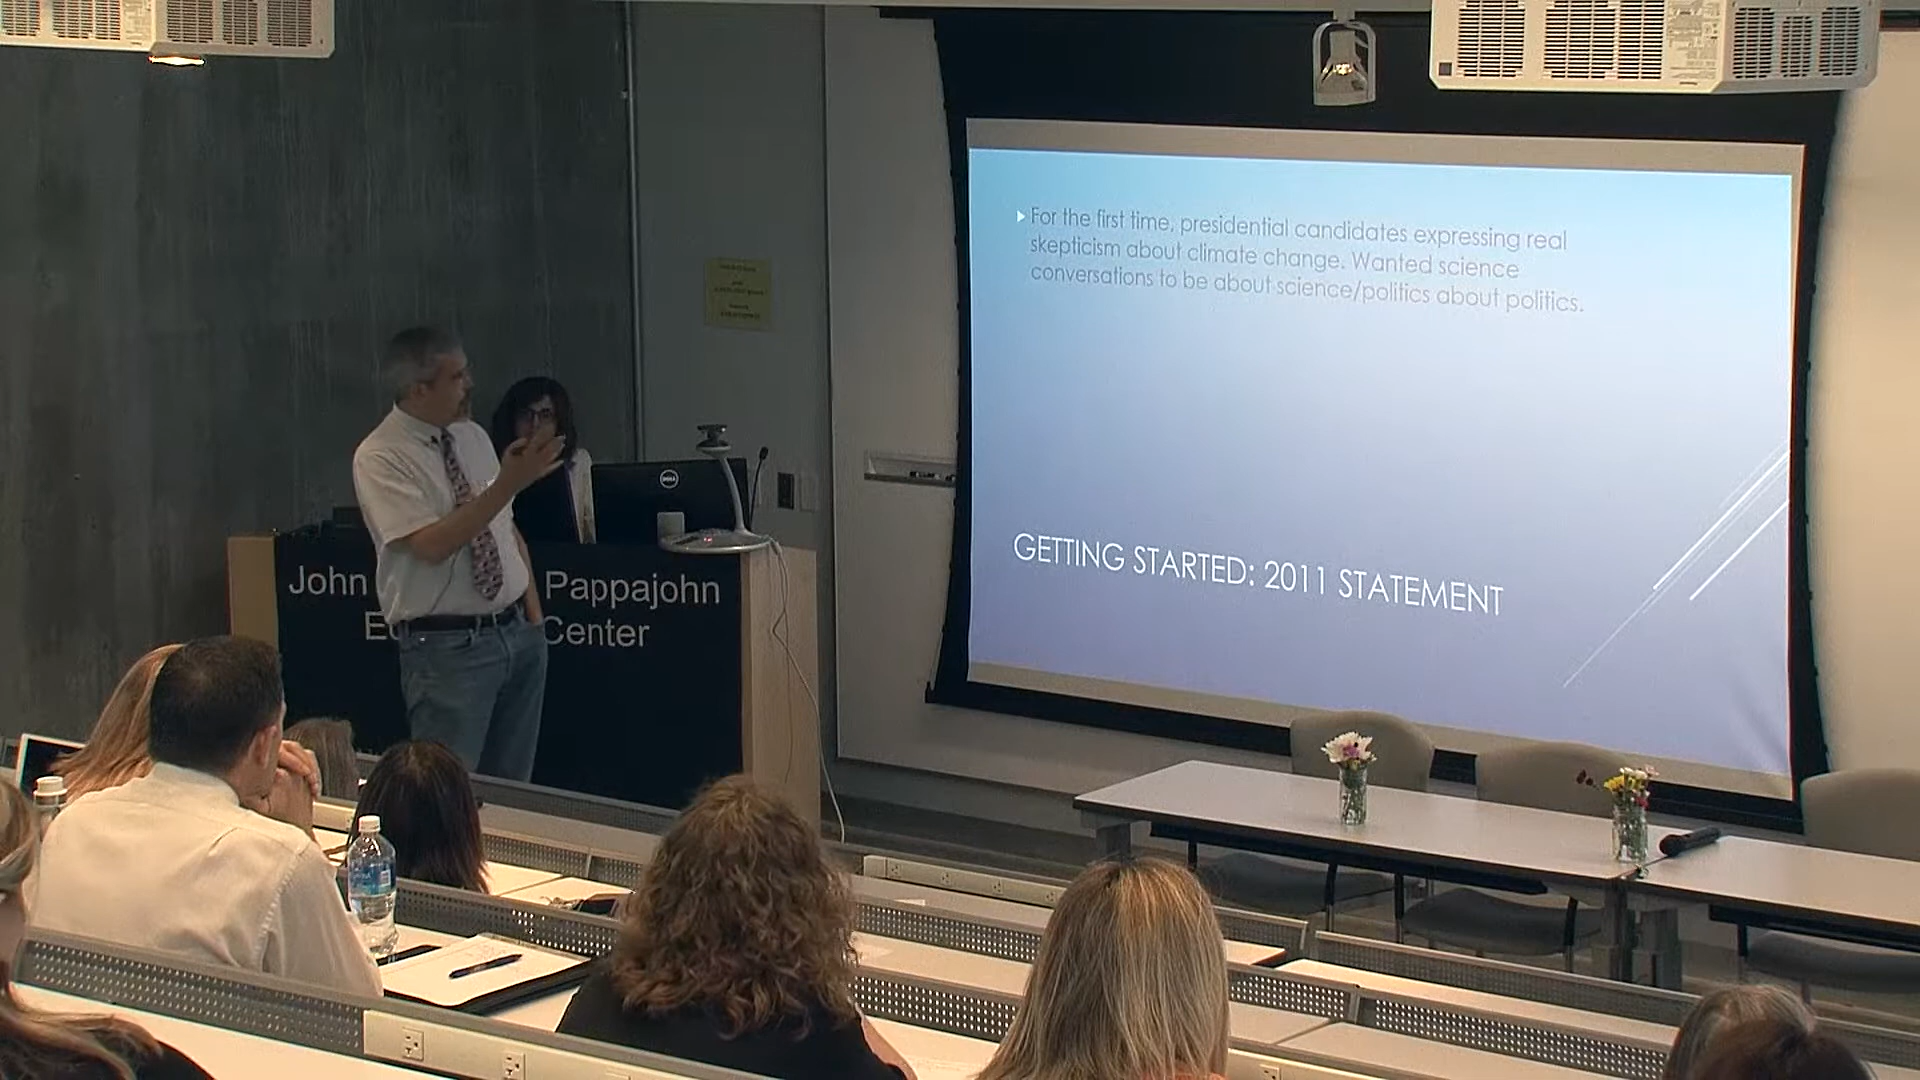 For the first time, presidential candidates expressing real
skepticism about climate change. Wanted science
conversations to be about science/politics about politics.
GETTING STARTED: 2011 STATEMENT
DELL
John Pappajohn
Center